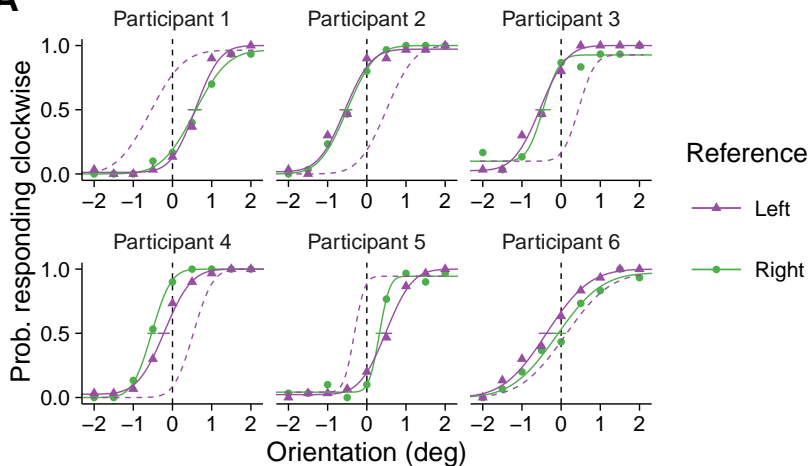 A
Participant 1 Participant 2 Participant 3
Prob. responding clockwise
1.0
0.5
0.0
−2 −1 0 1 2 −2 −1 0 1 2 −2 −1 0 1 2
Reference
Left
Right
Participant 4 Participant 5 Participant 6
1.0
0.5
0.0
−2 −1 0 1 2 −2 −1 0 1 2 −2 −1 0 1 2
Orientation (deg)